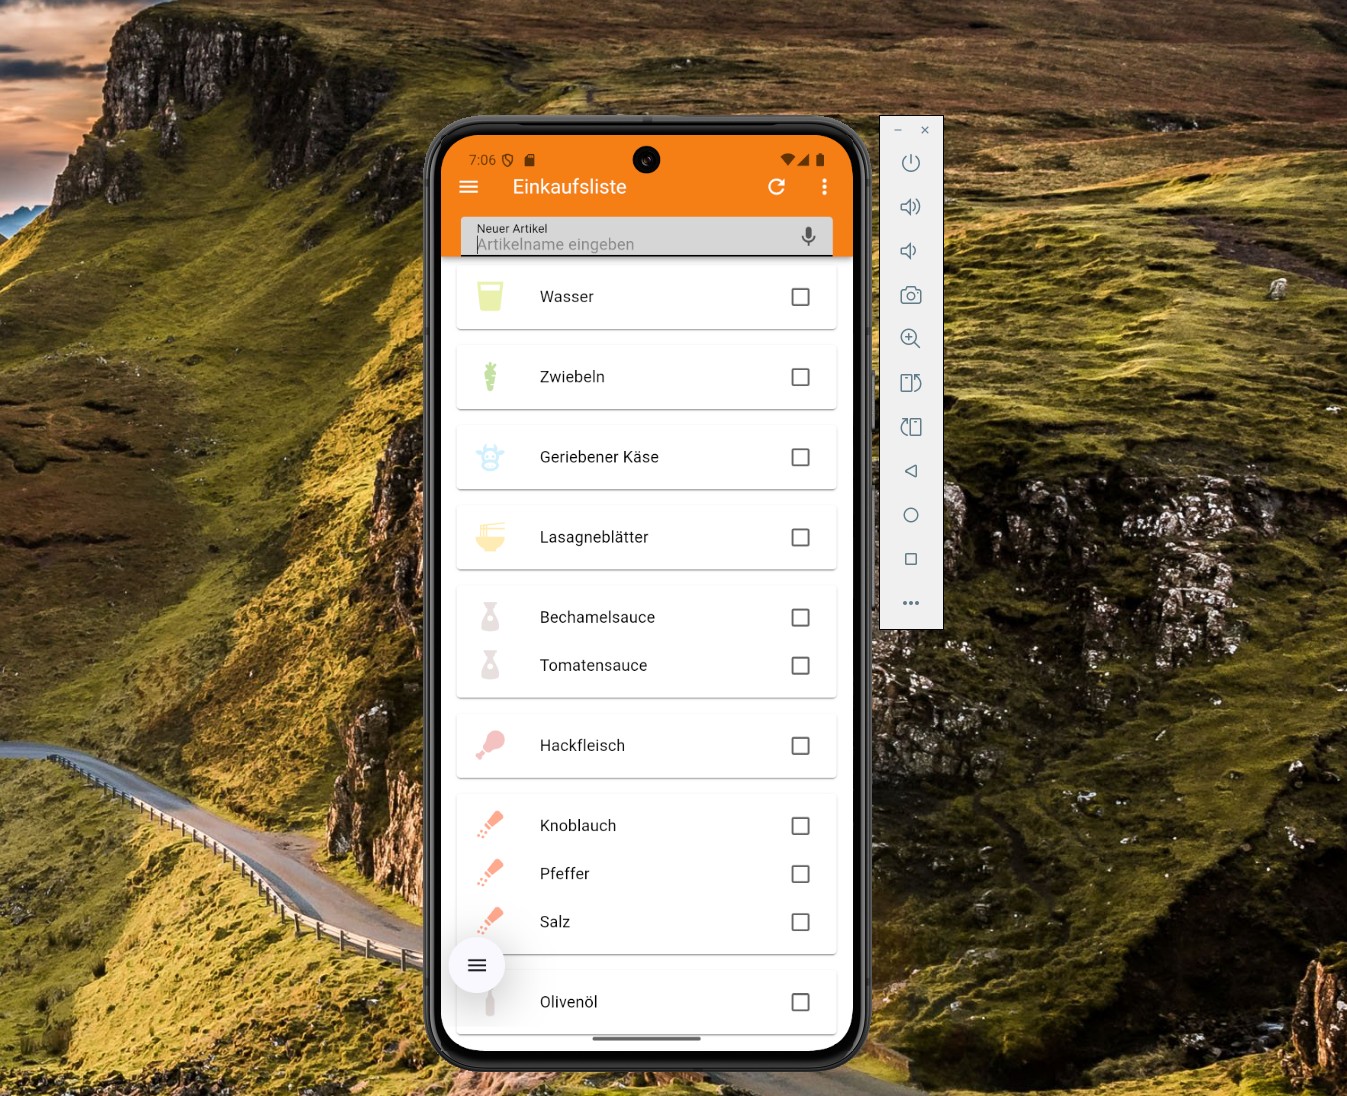 7:06
Einkaufsliste
Neuer Artikel
Artikelname eingeben
Wasser
Zwiebeln
Geriebener Käse
Lasagneblätter
Bechamelsauce
Tomatensauce
Hackfleisch
Knoblauch
Pfeffer
Salz
Olivenöl